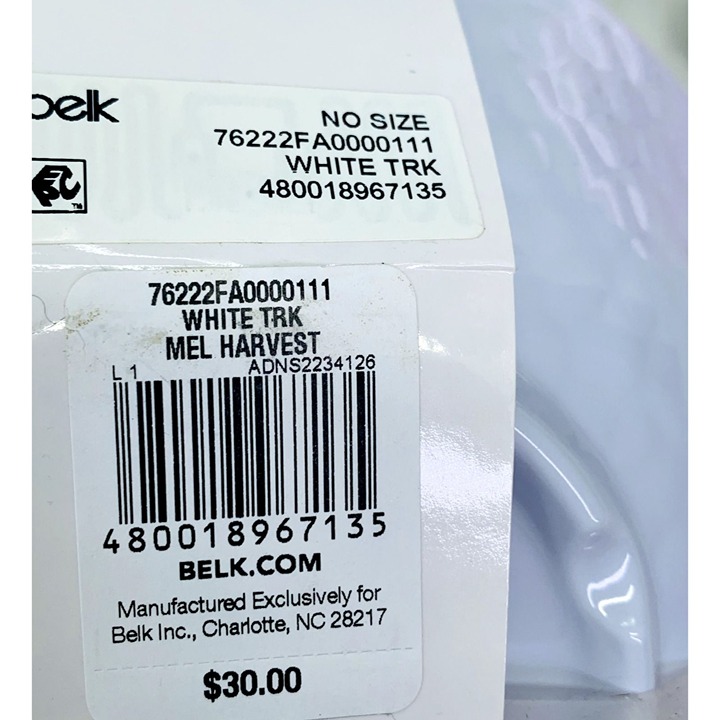 belk
NO SIZE
76222FA0000111
WHITE TRK
480018967135
TM
76222FA0000111
WHITE TRK
MEL HARVEST
L 1 ADNS2234126
480018967135
BELK.COM
Manufactured Exclusively for
Belk Inc., Charlotte, NC 28217
$30.00